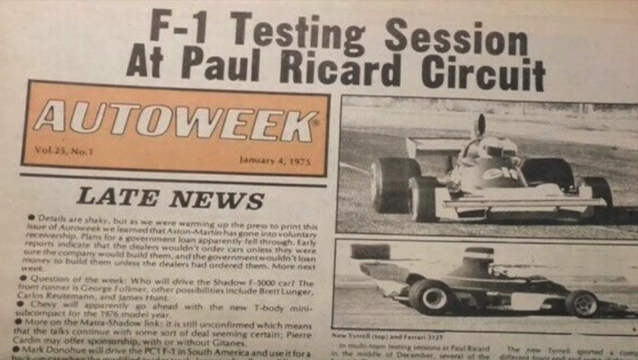 F-1 Testing Session
At Paul Ricard Circuit
AUTOWEEK®
Vol.25, No.1
January 4, 1975
LATE NEWS
● Details are shaky, but as we were warming up the press to print this
issue of Autoweek we learned that Aston-Martin has gone into voluntary
receivership. Plans for a government loan apparently fell through. Early
reports indicate that the dealers wouldn't order cars unless they were
sure the company would build them, and the government wouldn't loan
money to build them unless the dealers had ordered them. More next
week.
● Question of the week: Who will drive the Shadow F-5000 car? The
front runner is George Follmer, other possibilities include Brett Lunger,
Carlos Reutemann, and James Hunt.
● Chevy will apparently go ahead with the new T-body mini-
subcompact for the 1976 model year.
● More on the Matra-Shadow link: it is still unconfirmed which means
that the talks continue with some sort of deal seeming certain; Pierre
Cardin may offer sponsorship, with or without Gitanes.
● Mark Donohue will drive the PC1 F-1 in South America and use it for a
elf
New Tyrrell (top) and Ferrari 312T
In multi-team testing sessions at Paul Ricard
in the middle of December, several of the
The new Tyrrell sported a
different front and